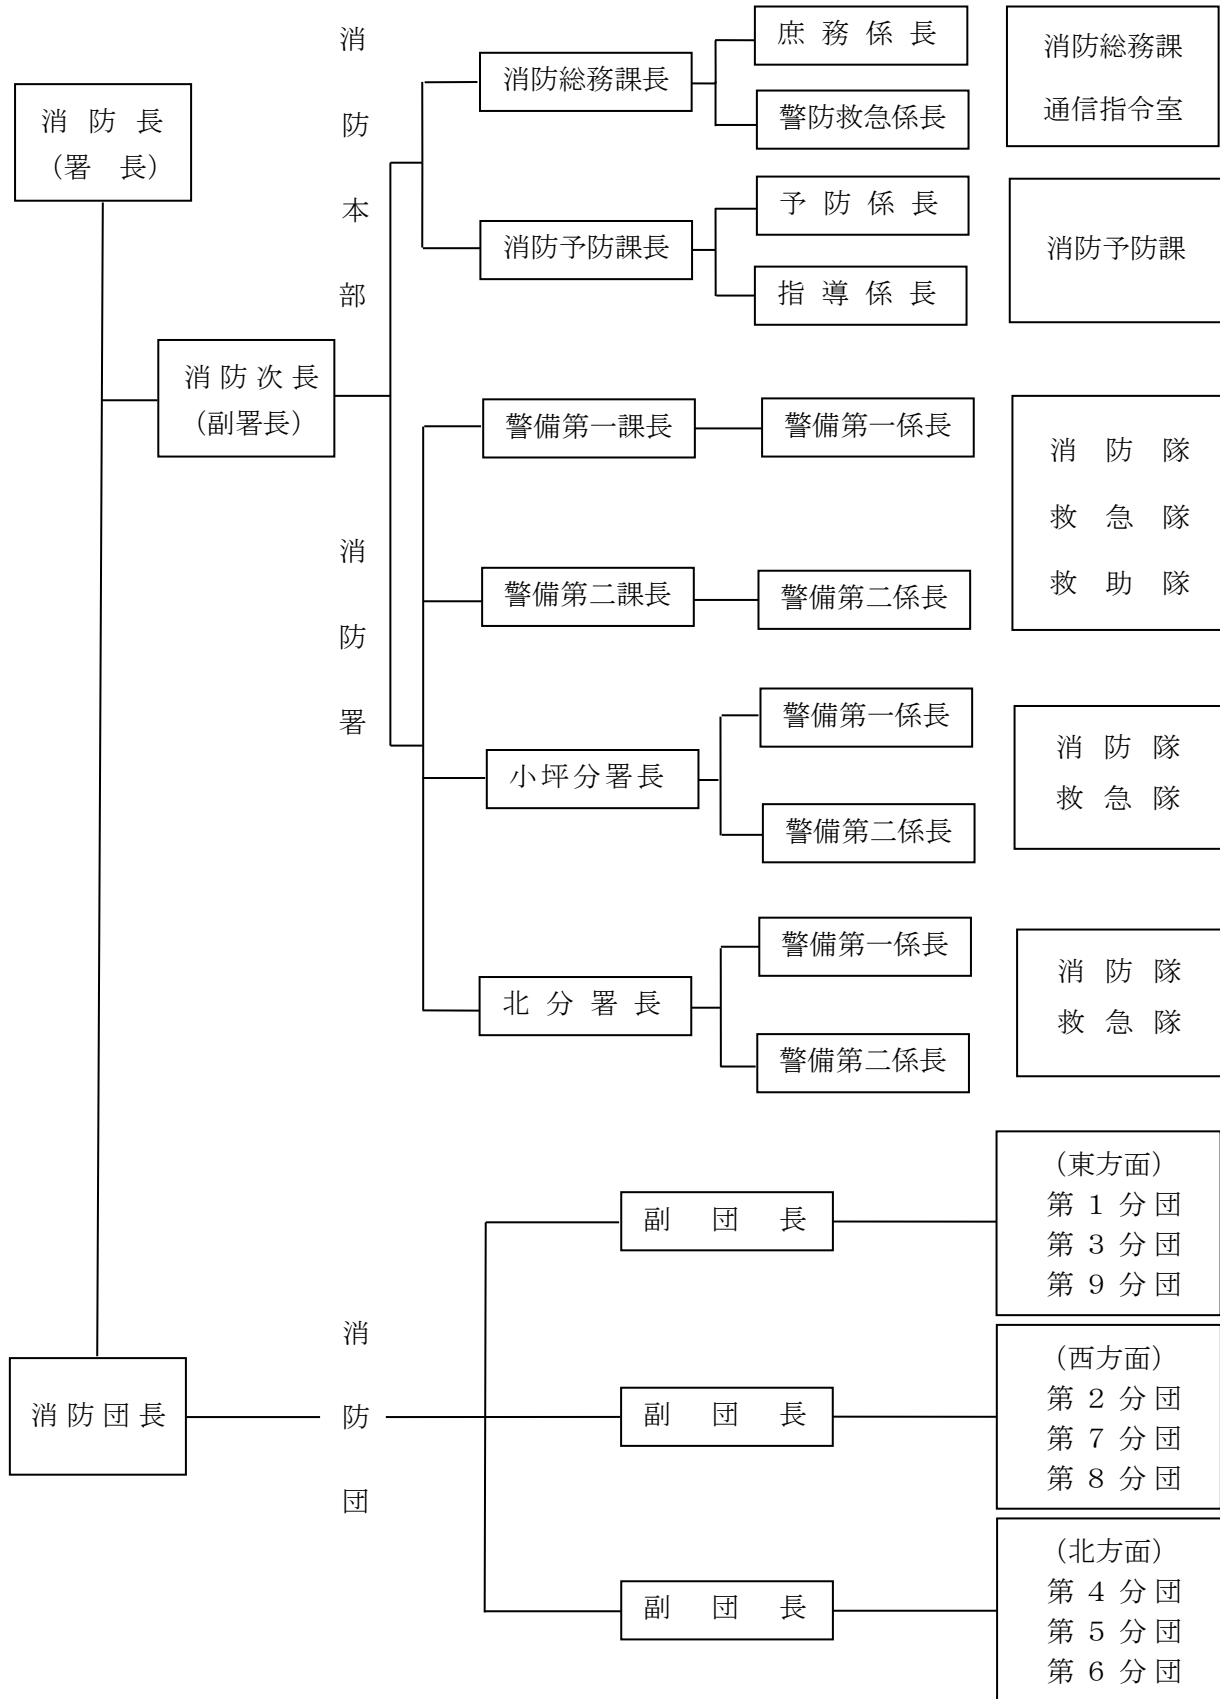 消防長
（署　長）
消防次長
（副署長）
消防本部
消防総務課長
庶務係長
警防救急係長
消防総務課
通信指令室
消防予防課長
予防係長
指導係長
消防予防課
消防署
警備第一課長
警備第一係長
警備第二課長
警備第二係長
消防隊
救急隊
救助隊
小坪分署長
警備第一係長
警備第二係長
消防隊
救急隊
北分署長
警備第一係長
警備第二係長
消防隊
救急隊
消防団長
消防団
副団長
（東方面）
第１分団
第３分団
第９分団
副団長
（西方面）
第２分団
第７分団
第８分団
副団長
（北方面）
第４分団
第５分団
第６分団